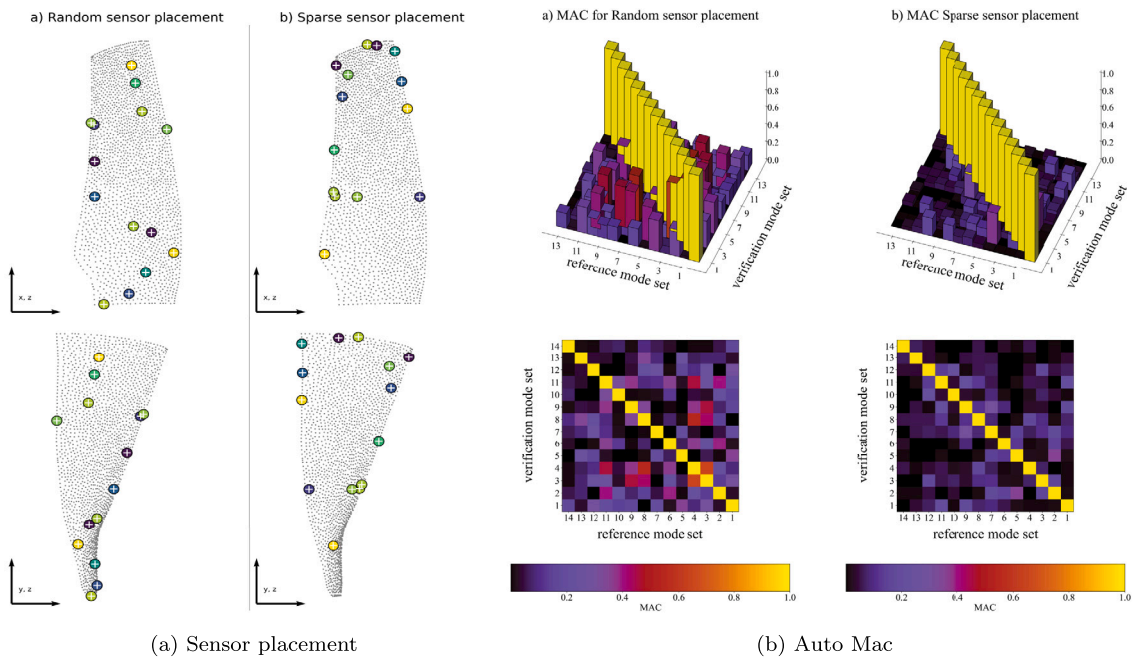 a) Random sensor placement
b) Sparse sensor placement
x, z
x, z
y, z
y, z
(a) Sensor placement
a) MAC for Random sensor placement
1.0
0.8
0.6
0.4
0.2
0.0
13
11
9
7
5
3
1
verification mode set
13
11
9
7
5
3
1
reference mode set
b) MAC Sparse sensor placement
1.0
0.8
0.6
0.4
0.2
0.0
13
11
9
7
5
3
1
verification mode set
13
11
9
7
5
3
1
reference mode set
14
13
12
11
10
9
8
7
6
5
4
3
2
1
verification mode set
14 13 12 11 10 9 8 7 6 5 4 3 2 1
reference mode set
14
13
12
11
10
9
8
7
6
5
4
3
2
1
verification mode set
14 13 12 11 10 9 8 7 6 5 4 3 2 1
reference mode set
0.2 0.4 0.6 0.8 1.0
MAC
0.2 0.4 0.6 0.8 1.0
MAC
(b) Auto Mac